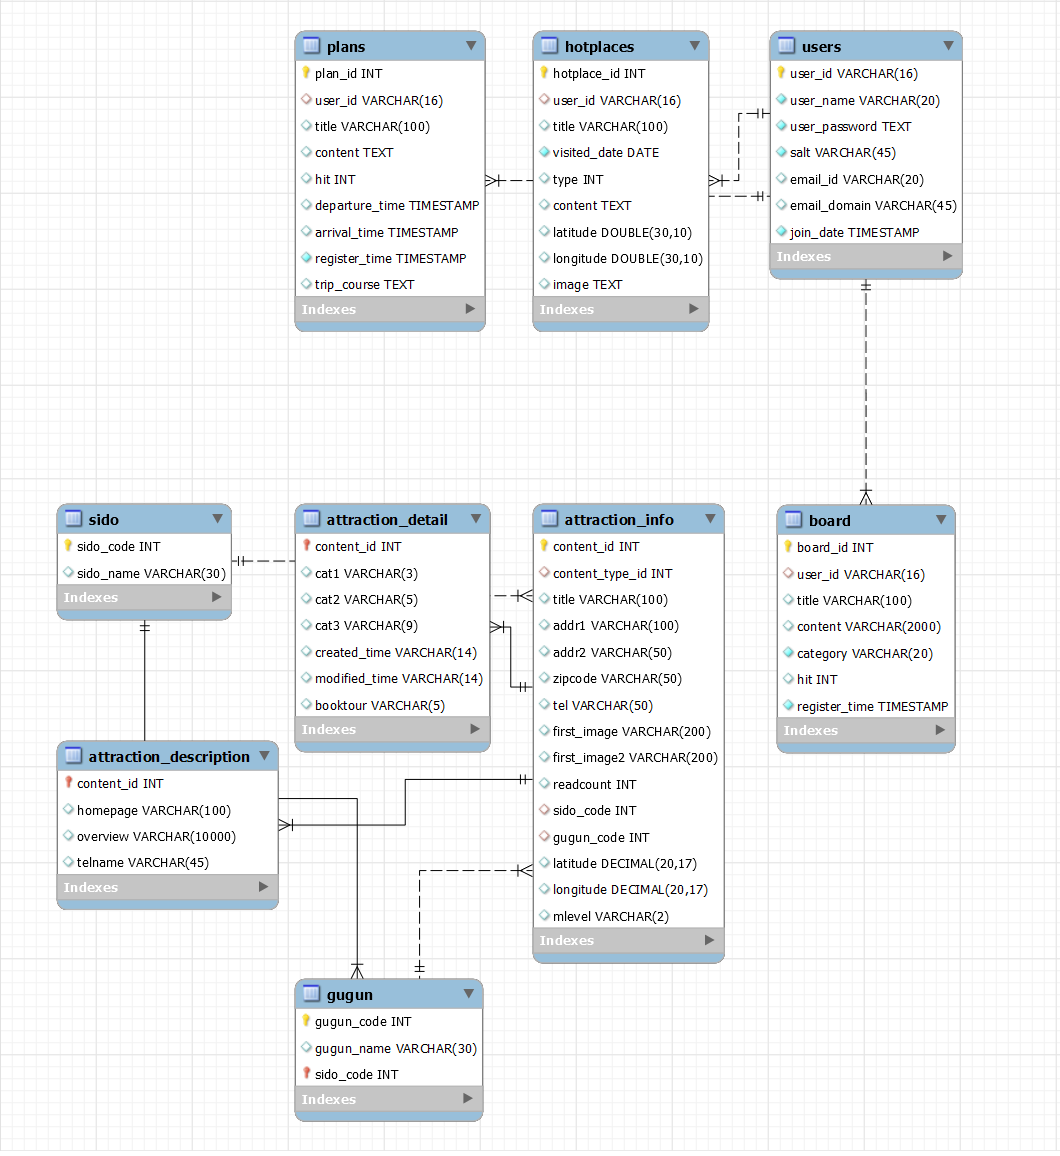 plans
plan_id INT
user_id VARCHAR(16)
title VARCHAR(100)
content TEXT
hit INT
departure_time TIMESTAMP
arrival_time TIMESTAMP
register_time TIMESTAMP
trip_course TEXT
Indexes
hotplaces
hotplace_id INT
user_id VARCHAR(16)
title VARCHAR(100)
visited_date DATE
type INT
content TEXT
latitude DOUBLE(30,10)
longitude DOUBLE(30,10)
image TEXT
Indexes
users
user_id VARCHAR(16)
user_name VARCHAR(20)
user_password TEXT
salt VARCHAR(45)
email_id VARCHAR(20)
email_domain VARCHAR(45)
join_date TIMESTAMP
Indexes
sido
sido_code INT
sido_name VARCHAR(30)
Indexes
attraction_detail
content_id INT
cat1 VARCHAR(3)
cat2 VARCHAR(5)
cat3 VARCHAR(9)
created_time VARCHAR(14)
modified_time VARCHAR(14)
booktour VARCHAR(5)
Indexes
attraction_info
content_id INT
content_type_id INT
title VARCHAR(100)
addr1 VARCHAR(100)
addr2 VARCHAR(50)
zipcode VARCHAR(50)
tel VARCHAR(50)
first_image VARCHAR(200)
first_image2 VARCHAR(200)
readcount INT
sido_code INT
gugun_code INT
latitude DECIMAL(20,17)
longitude DECIMAL(20,17)
mlevel VARCHAR(2)
Indexes
board
board_id INT
user_id VARCHAR(16)
title VARCHAR(100)
content VARCHAR(2000)
category VARCHAR(20)
hit INT
register_time TIMESTAMP
Indexes
attraction_description
content_id INT
homepage VARCHAR(100)
overview VARCHAR(10000)
telname VARCHAR(45)
Indexes
gugun
gugun_code INT
gugun_name VARCHAR(30)
sido_code INT
Indexes